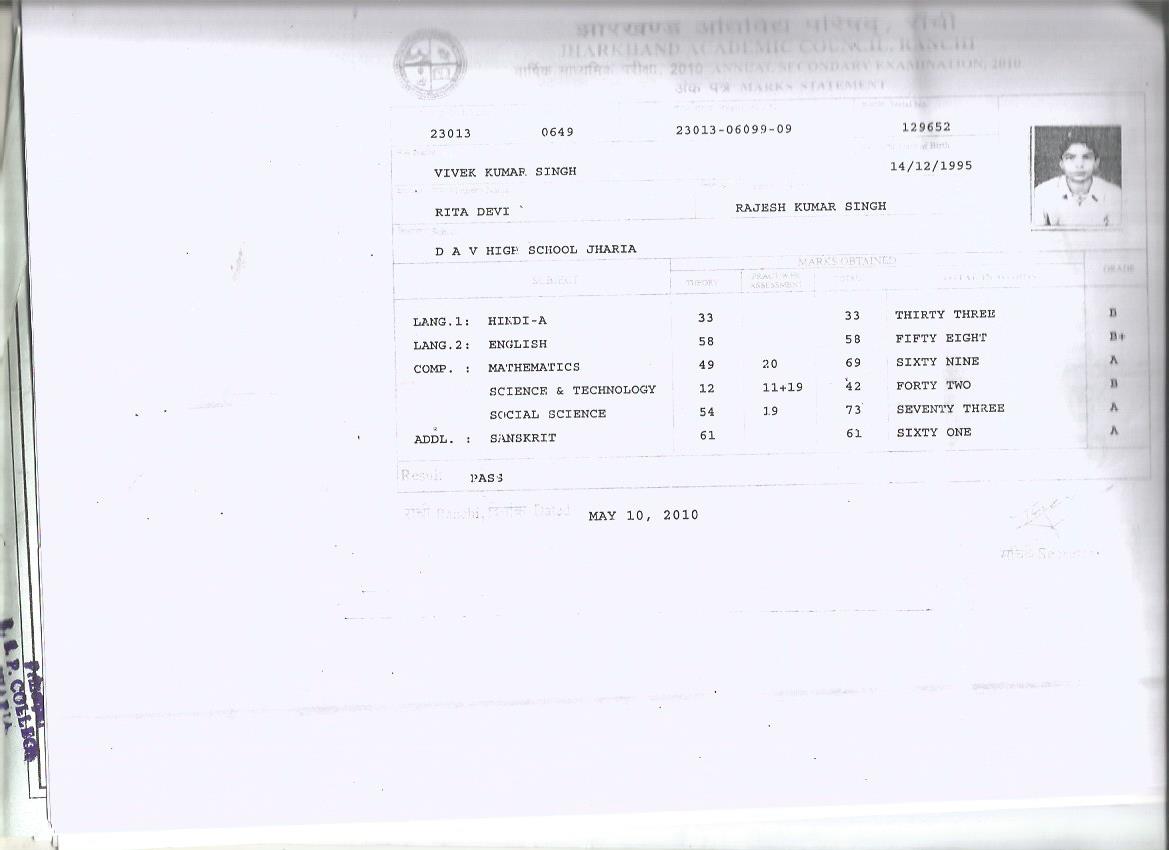 झारखण्ड अधिविद्य परिषद्, राँची
JHARKHAND ACADEMIC COUNCIL, RANCHI
वार्षिक माध्यमिक परीक्षा, 2010 ANNUAL SECONDARY EXAMINATION, 2010
अंक पत्र MARKS STATEMENT
23013 0649 23013-06099-09 129652
of Birth
VIVEK KUMAR SINGH 14/12/1995
RITA DEVI RAJESH KUMAR SINGH
D A V HIGH SCHOOL JHARIA
MARKS OBTAINED
SUBJECT THEORY ASSESSMENT TOTAL GRADE
LANG.1: HINDI-A 33 33 THIRTY THREE B
LANG.2: ENGLISH 58 58 FIFTY EIGHT B+
COMP. : MATHEMATICS 49 20 69 SIXTY NINE A
SCIENCE & TECHNOLOGY 12 11+19 42 FORTY TWO B
SOCIAL SCIENCE 54 19 73 SEVENTY THREE A
ADDL. : SANSKRIT 61 61 SIXTY ONE A
Result PASS
राँची Ranchi, दिनांक Dated MAY 10, 2010
सचिव Secretary
P. COLLEGE